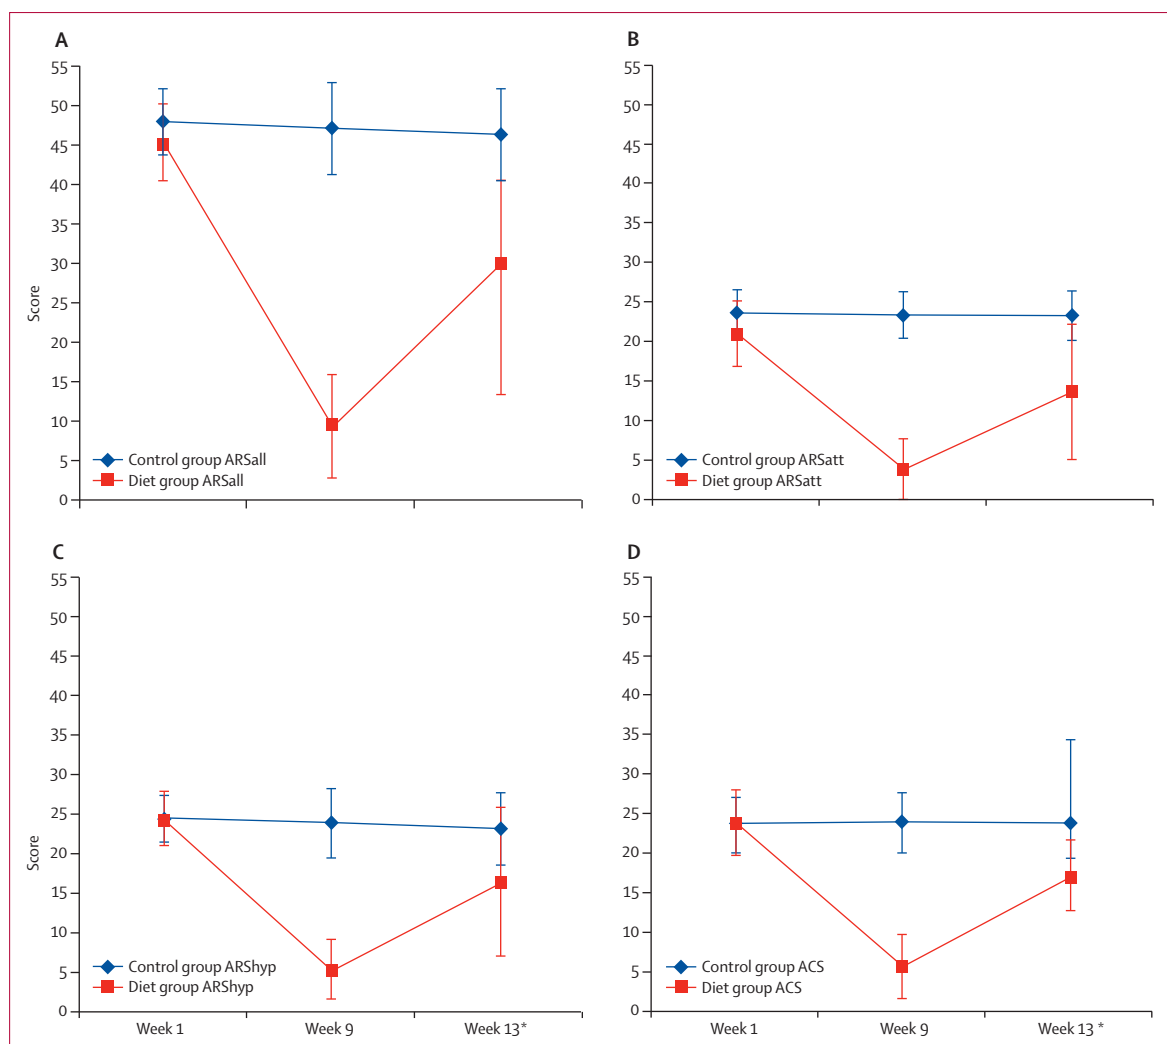 A
55
50
45
40
35
30
25
20
15
10
5
0
Score
Control group ARSall
Diet group ARSall
B
55
50
45
40
35
30
25
20
15
10
5
0
Control group ARSatt
Diet group ARSatt
C
55
50
45
40
35
30
25
20
15
10
5
0
Score
Control group ARShyp
Diet group ARShyp
Week 1
Week 9
Week 13*
D
55
50
45
40
35
30
25
20
15
10
5
0
Control group ACS
Diet group ACS
Week 1
Week 9
Week 13 *